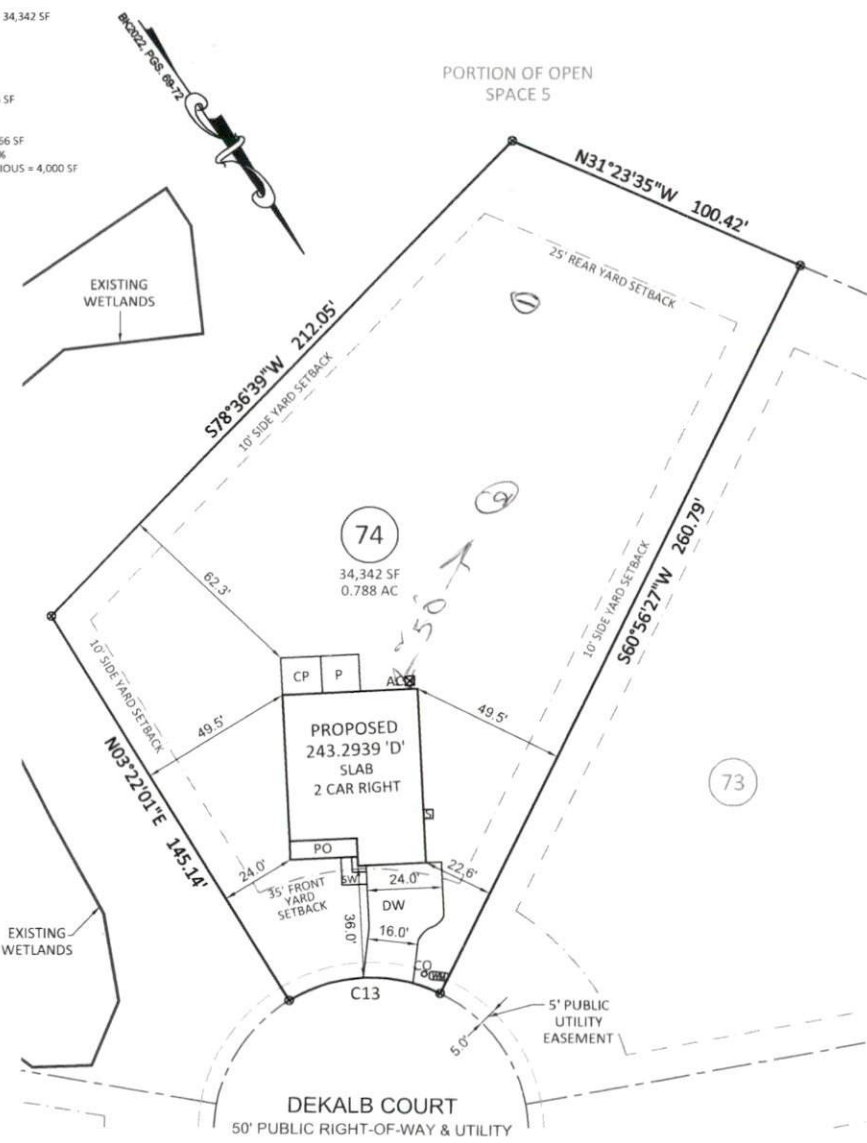 34,342 SF
SF
66 SF
%
IOUS = 4,000 SF
BK2022, PGS. 69-72
PORTION OF OPEN
SPACE 5
N31°23'35"W 100.42'
25' REAR YARD SETBACK
EXISTING
WETLANDS
S78°36'39"W 212.05'
10' SIDE YARD SETBACK
74
34,342 SF
0.788 AC
62.3'
~ 50'
S60°56'27"W 260.79'
10' SIDE YARD SETBACK
10' SIDE YARD SETBACK
CP
P
AC
49.5'
49.5'
PROPOSED
243.2939 'D'
SLAB
2 CAR RIGHT
73
N03°22'01"E 145.14'
PO
24.0'
35' FRONT
YARD
SETBACK
SW
24.0'
22.6'
DW
36.0'
16.0'
EXISTING
WETLANDS
CO
C13
5' PUBLIC
UTILITY
EASEMENT
5.0'
DEKALB COURT
50' PUBLIC RIGHT-OF-WAY & UTILITY